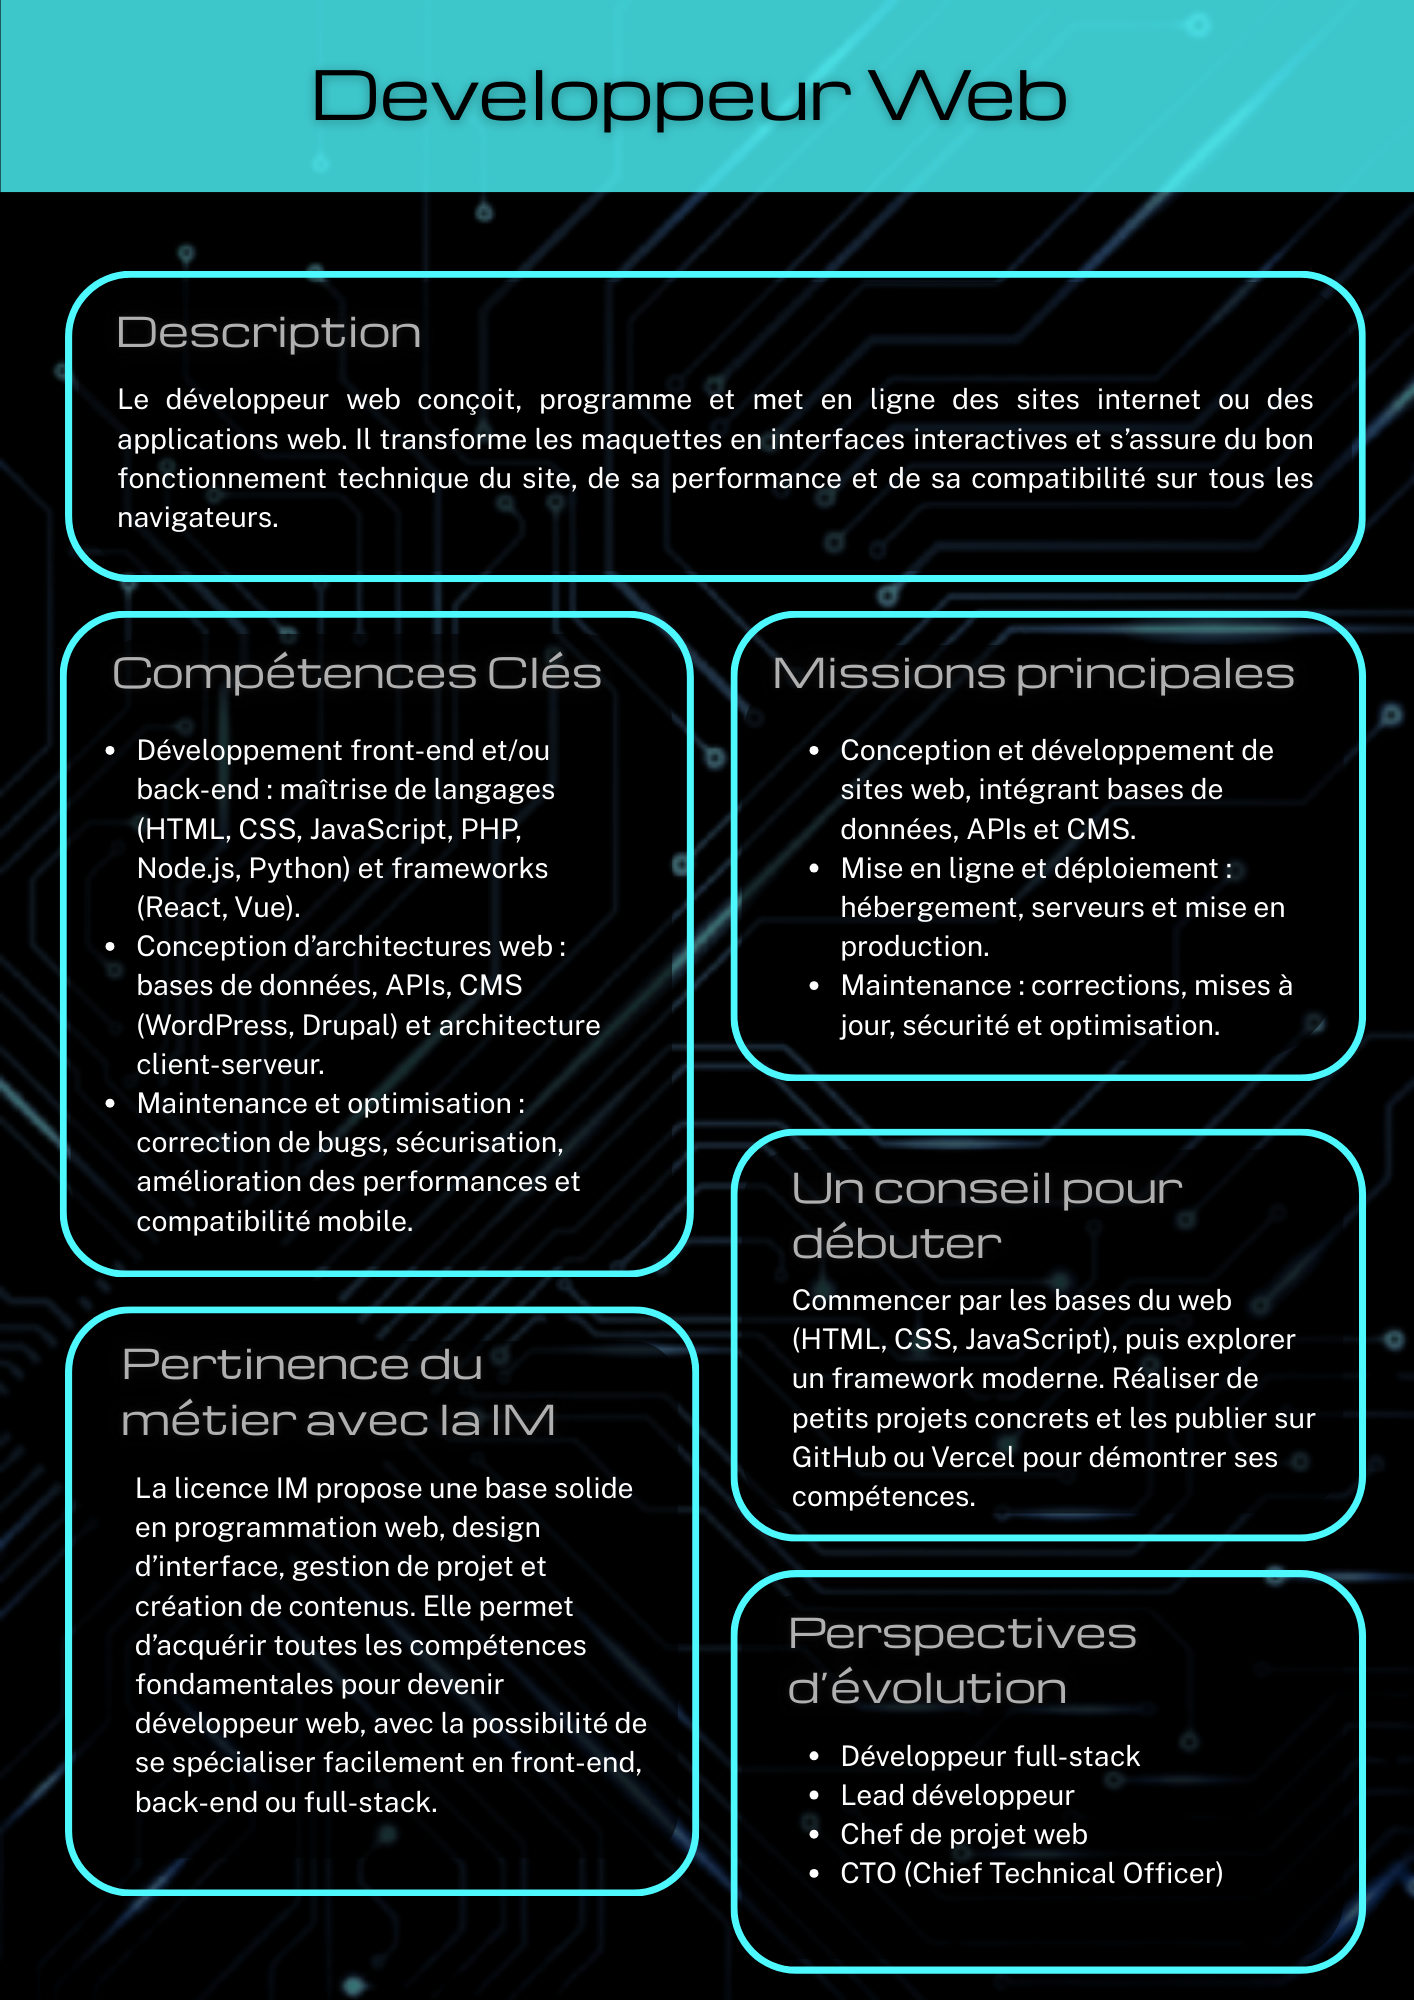 Developpeur Web
Description
Le développeur web conçoit, programme et met en ligne des sites internet ou des
applications web. Il transforme les maquettes en interfaces interactives et s’assure du bon
fonctionnement technique du site, de sa performance et de sa compatibilité sur tous les
navigateurs.
Compétences Clés
• Développement front-end et/ou
back-end : maîtrise de langages
(HTML, CSS, JavaScript, PHP,
Node.js, Python) et frameworks
(React, Vue).
• Conception d’architectures web :
bases de données, APIs, CMS
(WordPress, Drupal) et architecture
client-serveur.
• Maintenance et optimisation :
correction de bugs, sécurisation,
amélioration des performances et
compatibilité mobile.
Missions principales
• Conception et développement de
sites web, intégrant bases de
données, APIs et CMS.
• Mise en ligne et déploiement :
hébergement, serveurs et mise en
production.
• Maintenance : corrections, mises à
jour, sécurité et optimisation.
Un conseil pour
débuter
Commencer par les bases du web
(HTML, CSS, JavaScript), puis explorer
un framework moderne. Réaliser de
petits projets concrets et les publier sur
GitHub ou Vercel pour démontrer ses
compétences.
Pertinence du
métier avec la IM
La licence IM propose une base solide
en programmation web, design
d’interface, gestion de projet et
création de contenus. Elle permet
d’acquérir toutes les compétences
fondamentales pour devenir
développeur web, avec la possibilité de
se spécialiser facilement en front-end,
back-end ou full-stack.
Perspectives
d’évolution
• Développeur full-stack
• Lead développeur
• Chef de projet web
• CTO (Chief Technical Officer)